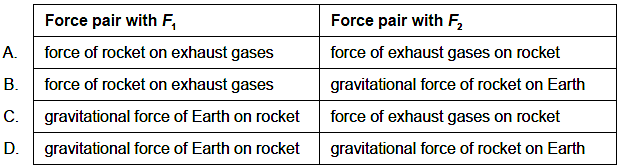 Force pair with F₁ Force pair with F₂
A. force of rocket on exhaust gases force of exhaust gases on rocket
B. force of rocket on exhaust gases gravitational force of rocket on Earth
C. gravitational force of Earth on rocket force of exhaust gases on rocket
D. gravitational force of Earth on rocket gravitational force of rocket on Earth